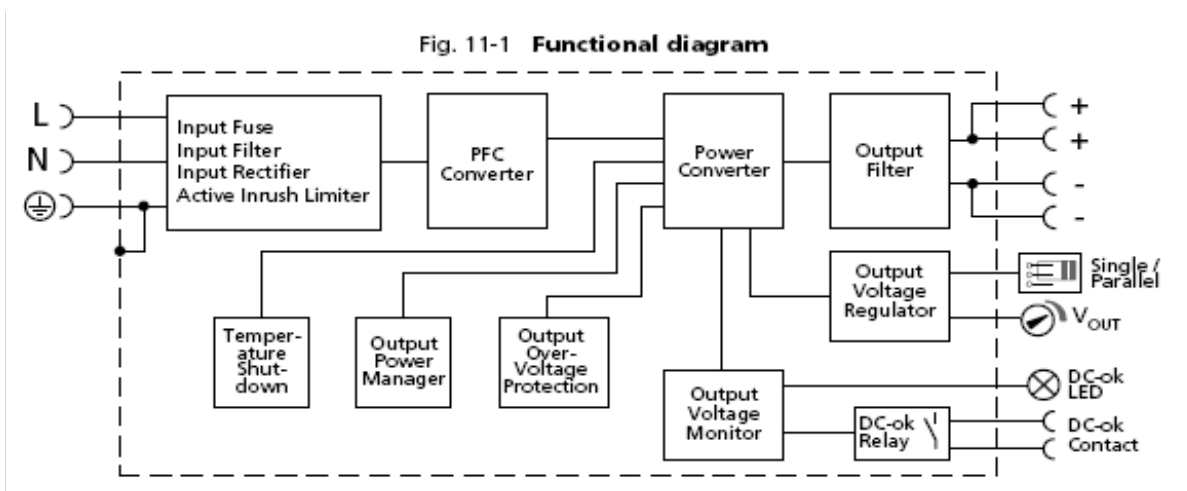 Fig. 11-1 Functional diagram
L
N
Input Fuse
Input Filter
Input Rectifier
Active Inrush Limiter
PFC
Converter
Power
Converter
Output
Filter
+
+
-
-
Output
Voltage
Regulator
Single /
Parallel
VOUT
Temper-
ature
Shut-
down
Output
Power
Manager
Output
Over-
Voltage
Protection
Output
Voltage
Monitor
DC-ok
Relay
DC-ok
LED
DC-ok
Contact